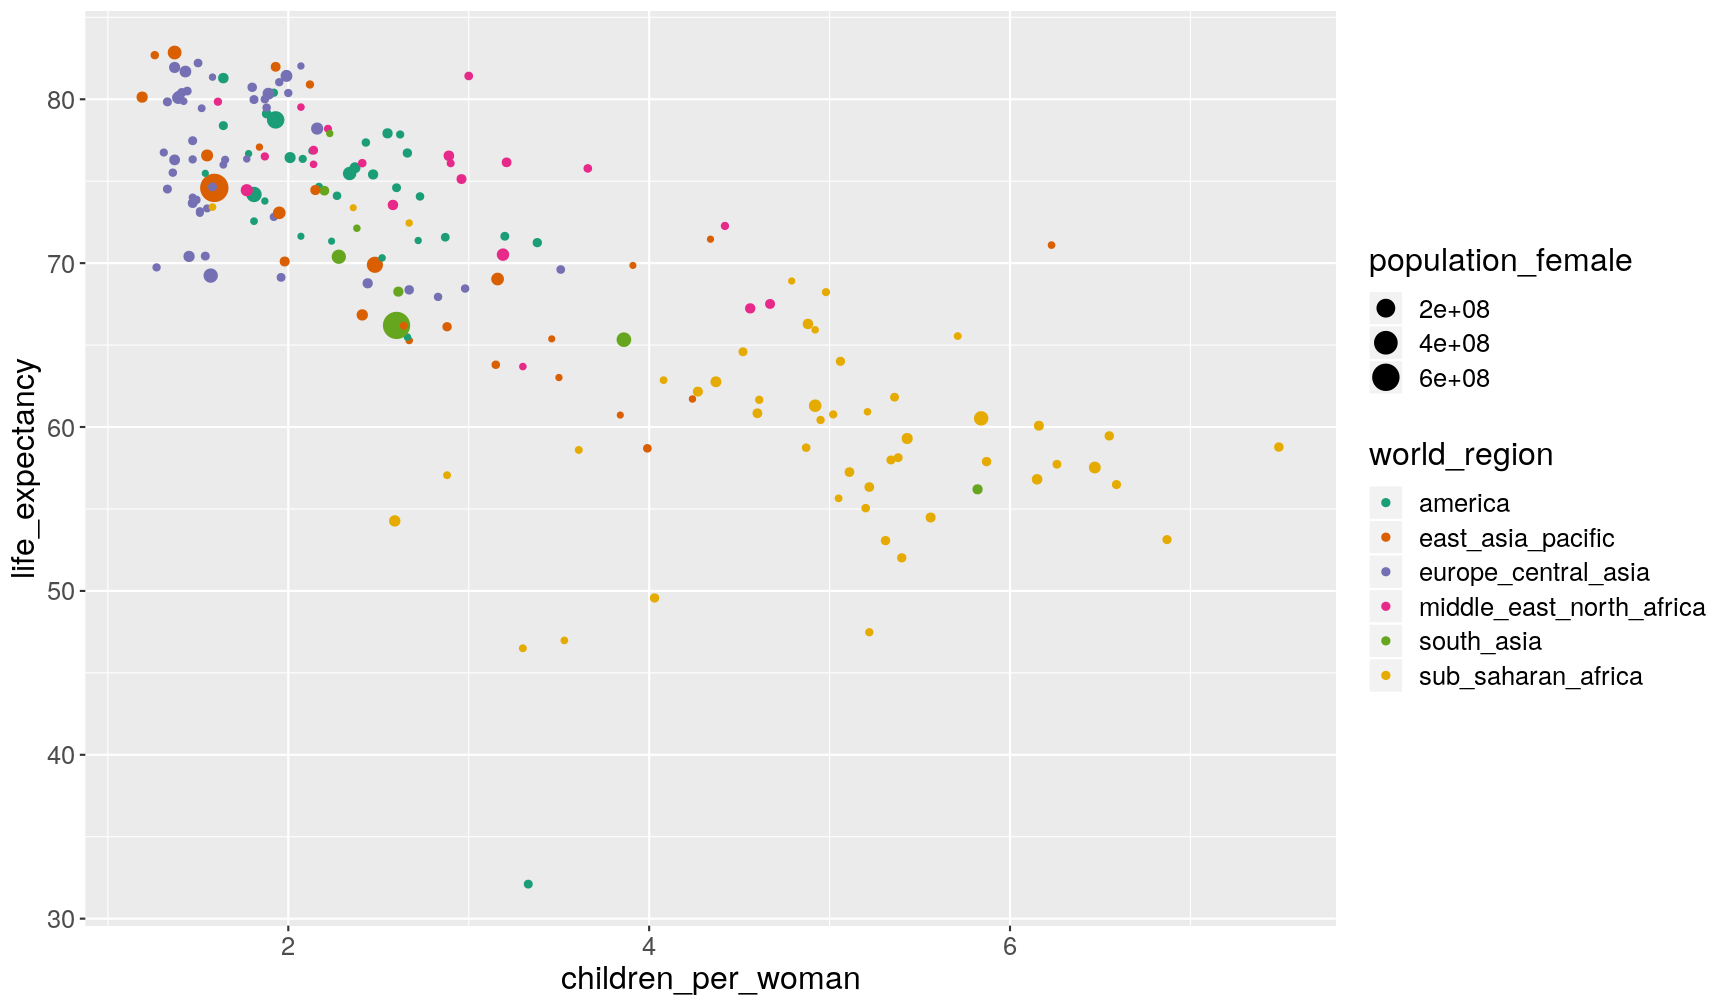 80
70
60
50
40
30
life_expectancy
2
4
6
children_per_woman
population_female
2e+08
4e+08
6e+08
world_region
america
east_asia_pacific
europe_central_asia
middle_east_north_africa
south_asia
sub_saharan_africa